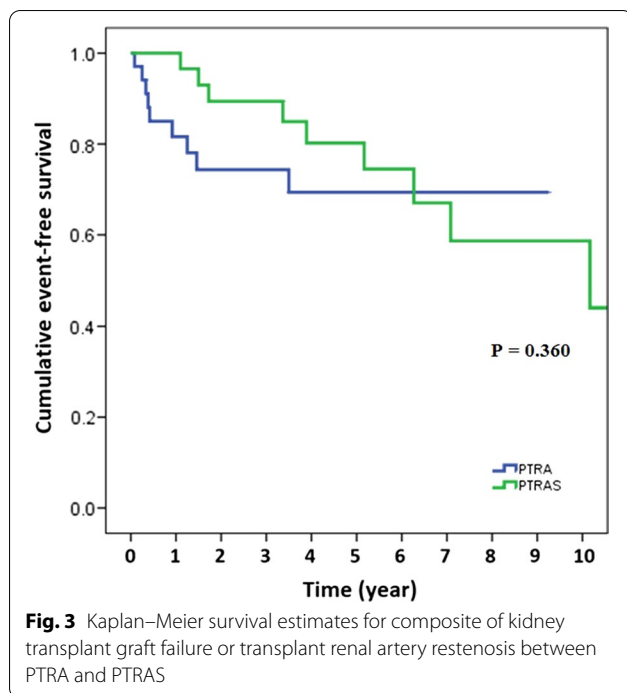 1.0
0.8
0.6
0.4
0.2
0.0
Cumulative event-free survival
P = 0.360
PTRA
PTRAS
0 1 2 3 4 5 6 7 8 9 10
Time (year)
Fig. 3 Kaplan–Meier survival estimates for composite of kidney
transplant graft failure or transplant renal artery restenosis between
PTRA and PTRAS